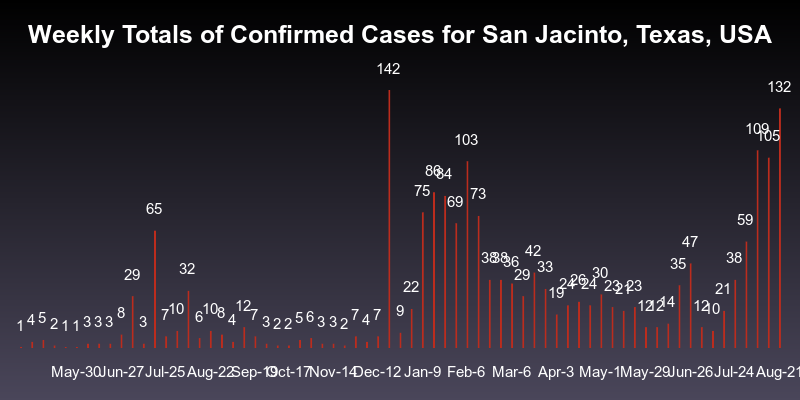 Weekly Totals of Confirmed Cases for San Jacinto, Texas, USA
1 4 5 2 1 1 3 3 3 8 29 3 65 7 10 32 6 10 8 4 12 7 3 2 2 5 6 3 3 2 7 4 7 142 9 22 75 86 84 69 103 73 38 38 36 29 42 33 19 24 26 24 30 23 21 23 12 12 14 35 47 12 10 21 38 59 109 105 132
May-30 Jun-27 Jul-25 Aug-22 Sep-19 Oct-17 Nov-14 Dec-12 Jan-9 Feb-6 Mar-6 Apr-3 May-1 May-29 Jun-26 Jul-24 Aug-21